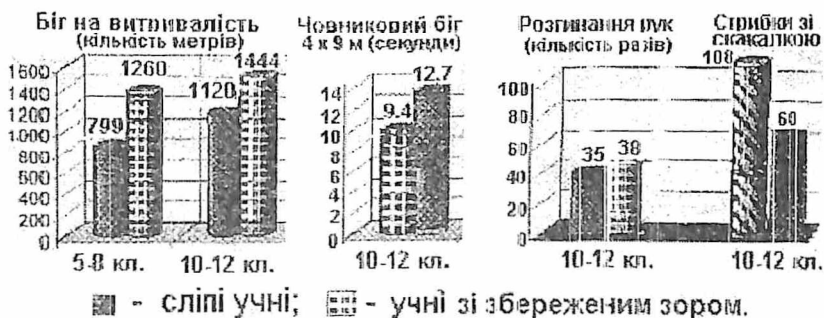 Біг на витривалість
(кількість метрів)
1600
1400
1200
1000
800
600
400
200
0
799
1260
1120
1444
5-8 кл.
10-12 кл.
Човниковий біг
4 х 9 м (секунди)
14
12
10
8
6
4
2
0
9.4
12.7
10-12 кл.
Розгинання рук
(кількість разів)
100
80
60
40
20
0
35
38
10-12 кл.
Стрибки зі
скакалкою
108
60
10-12 кл.
- сліпі учні;
- учні зі збереженим зором.